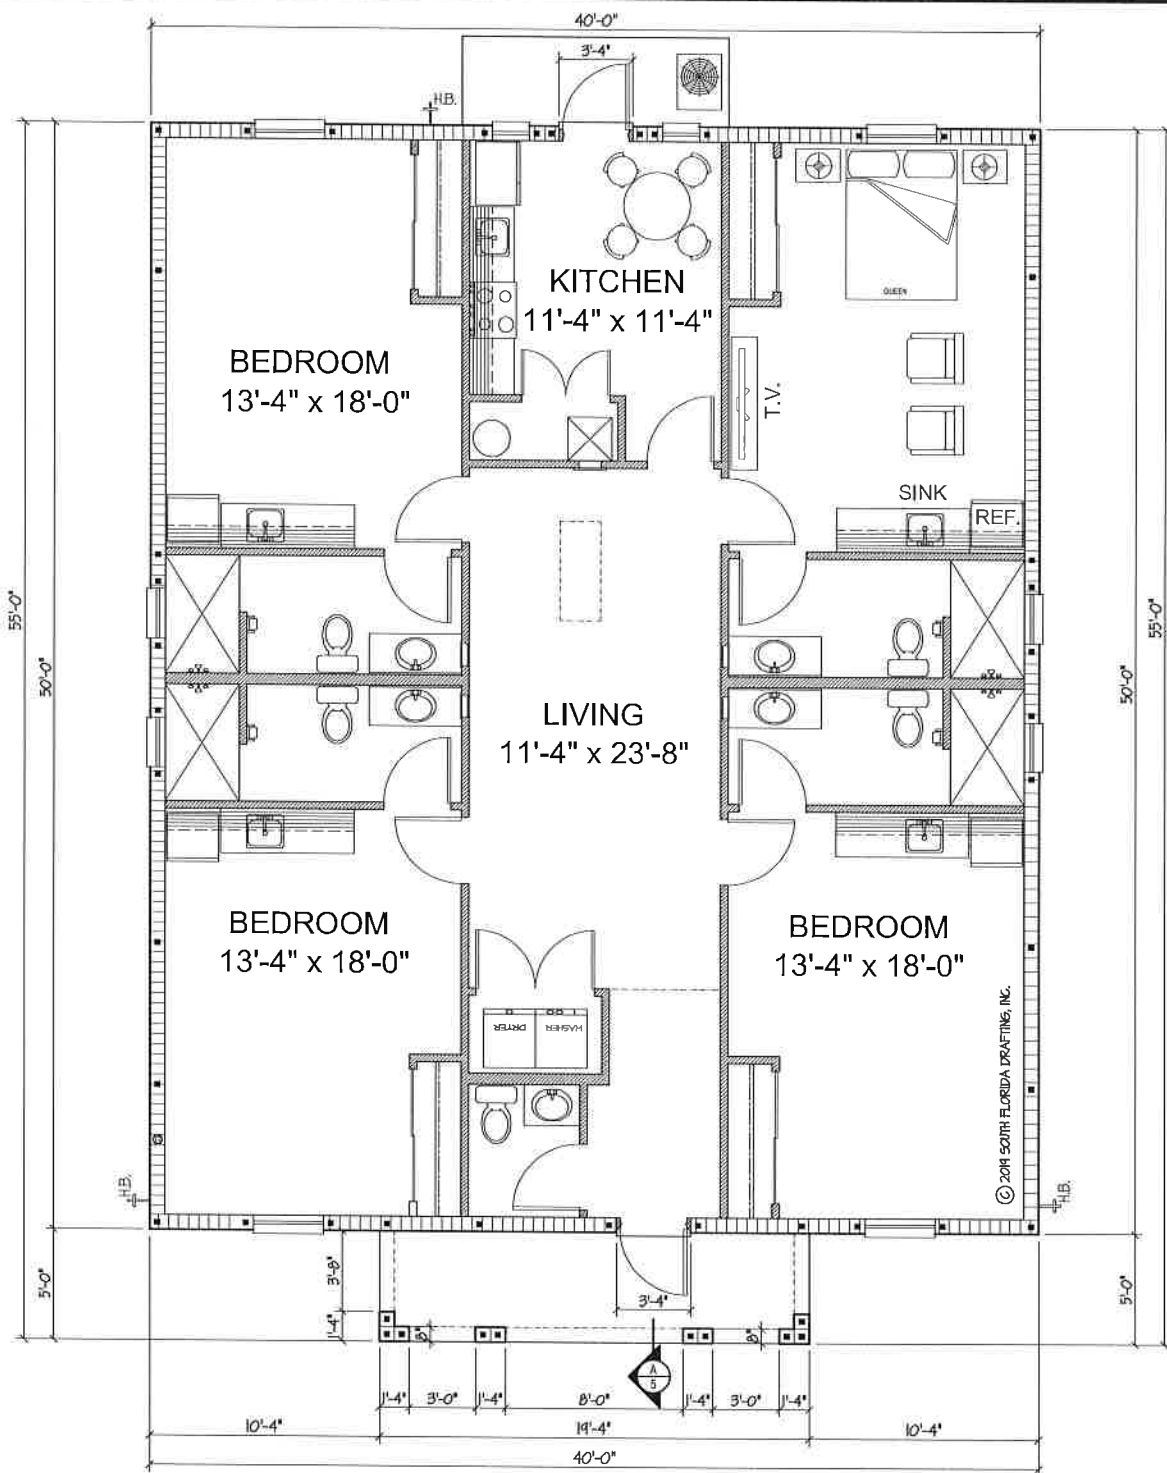 40'-0"
3'-4"
H.B.
KITCHEN
11'-4" x 11'-4"
QUEEN
BEDROOM
13'-4" x 18'-0"
T.V.
SINK
REF.
55'-0"
50'-0"
50'-0"
55'-0"
LIVING
11'-4" x 23'-8"
BEDROOM
13'-4" x 18'-0"
BEDROOM
13'-4" x 18'-0"
DRYER
WASHER
© 2019 SOUTH FLORIDA DRAFTING, INC.
H.B.
H.B.
5'-0"
3'-8"
1'-4"
8"
3'-4"
8"
5'-0"
A
5
1'-4"
3'-0"
1'-4"
8'-0"
1'-4"
3'-0"
1'-4"
10'-4"
19'-4"
10'-4"
40'-0"